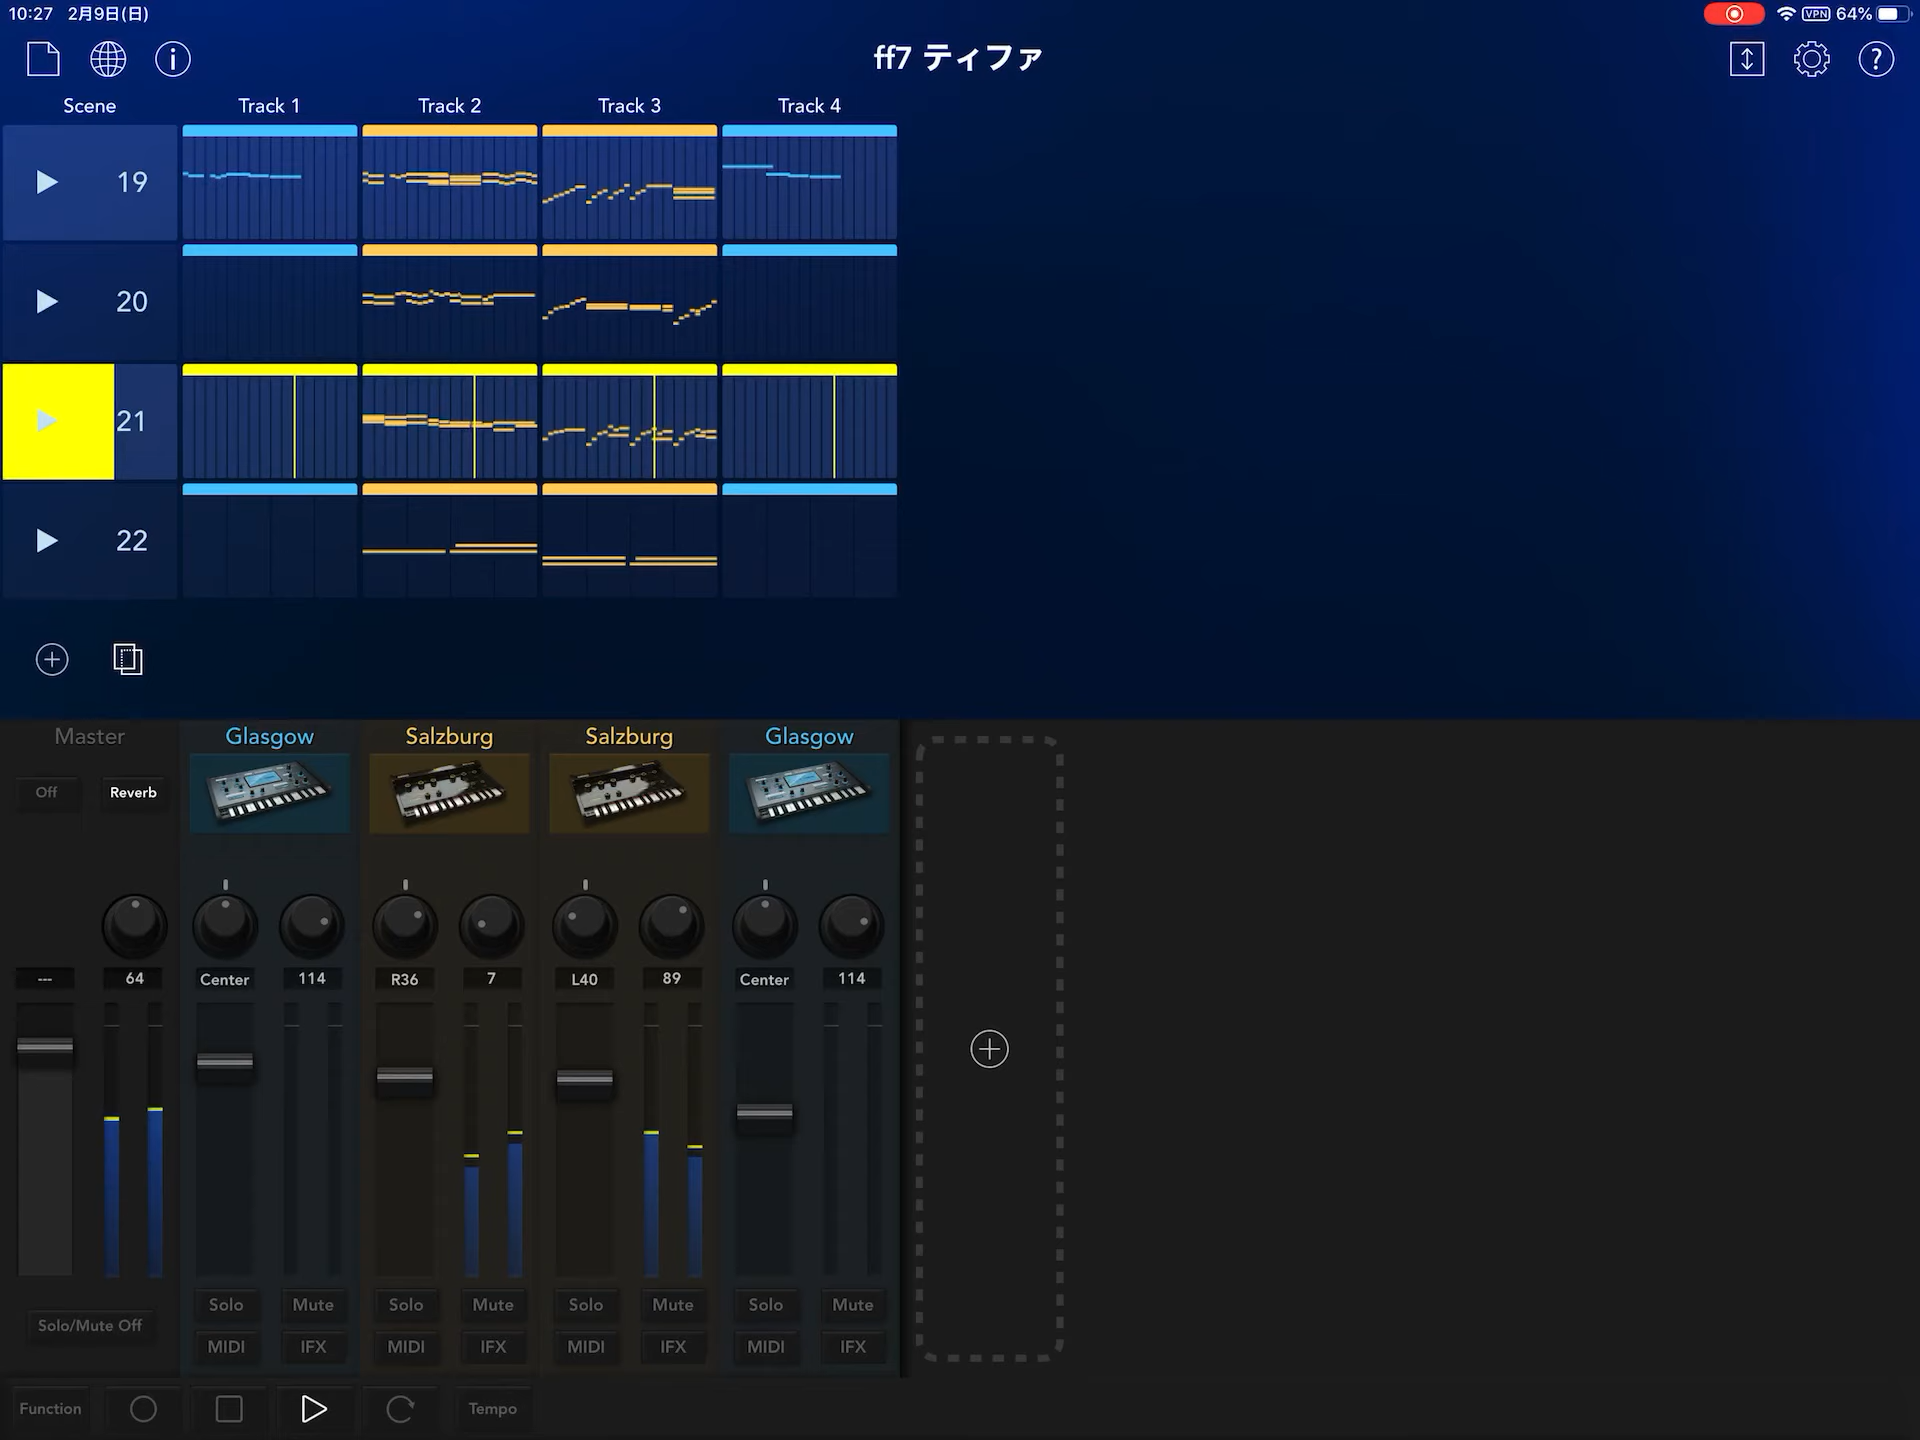 10:27 2月9日(日) VPN 64%
ff7 ティファ
Scene Track 1 Track 2 Track 3 Track 4
19
20
21
22
Master Glasgow Salzburg Salzburg Glasgow
Off Reverb
--- 64 Center 114 R36 7 L40 89 Center 114
Solo Mute Solo Mute Solo Mute Solo Mute
Solo/Mute Off
MIDI IFX MIDI IFX MIDI IFX MIDI IFX
Function Tempo